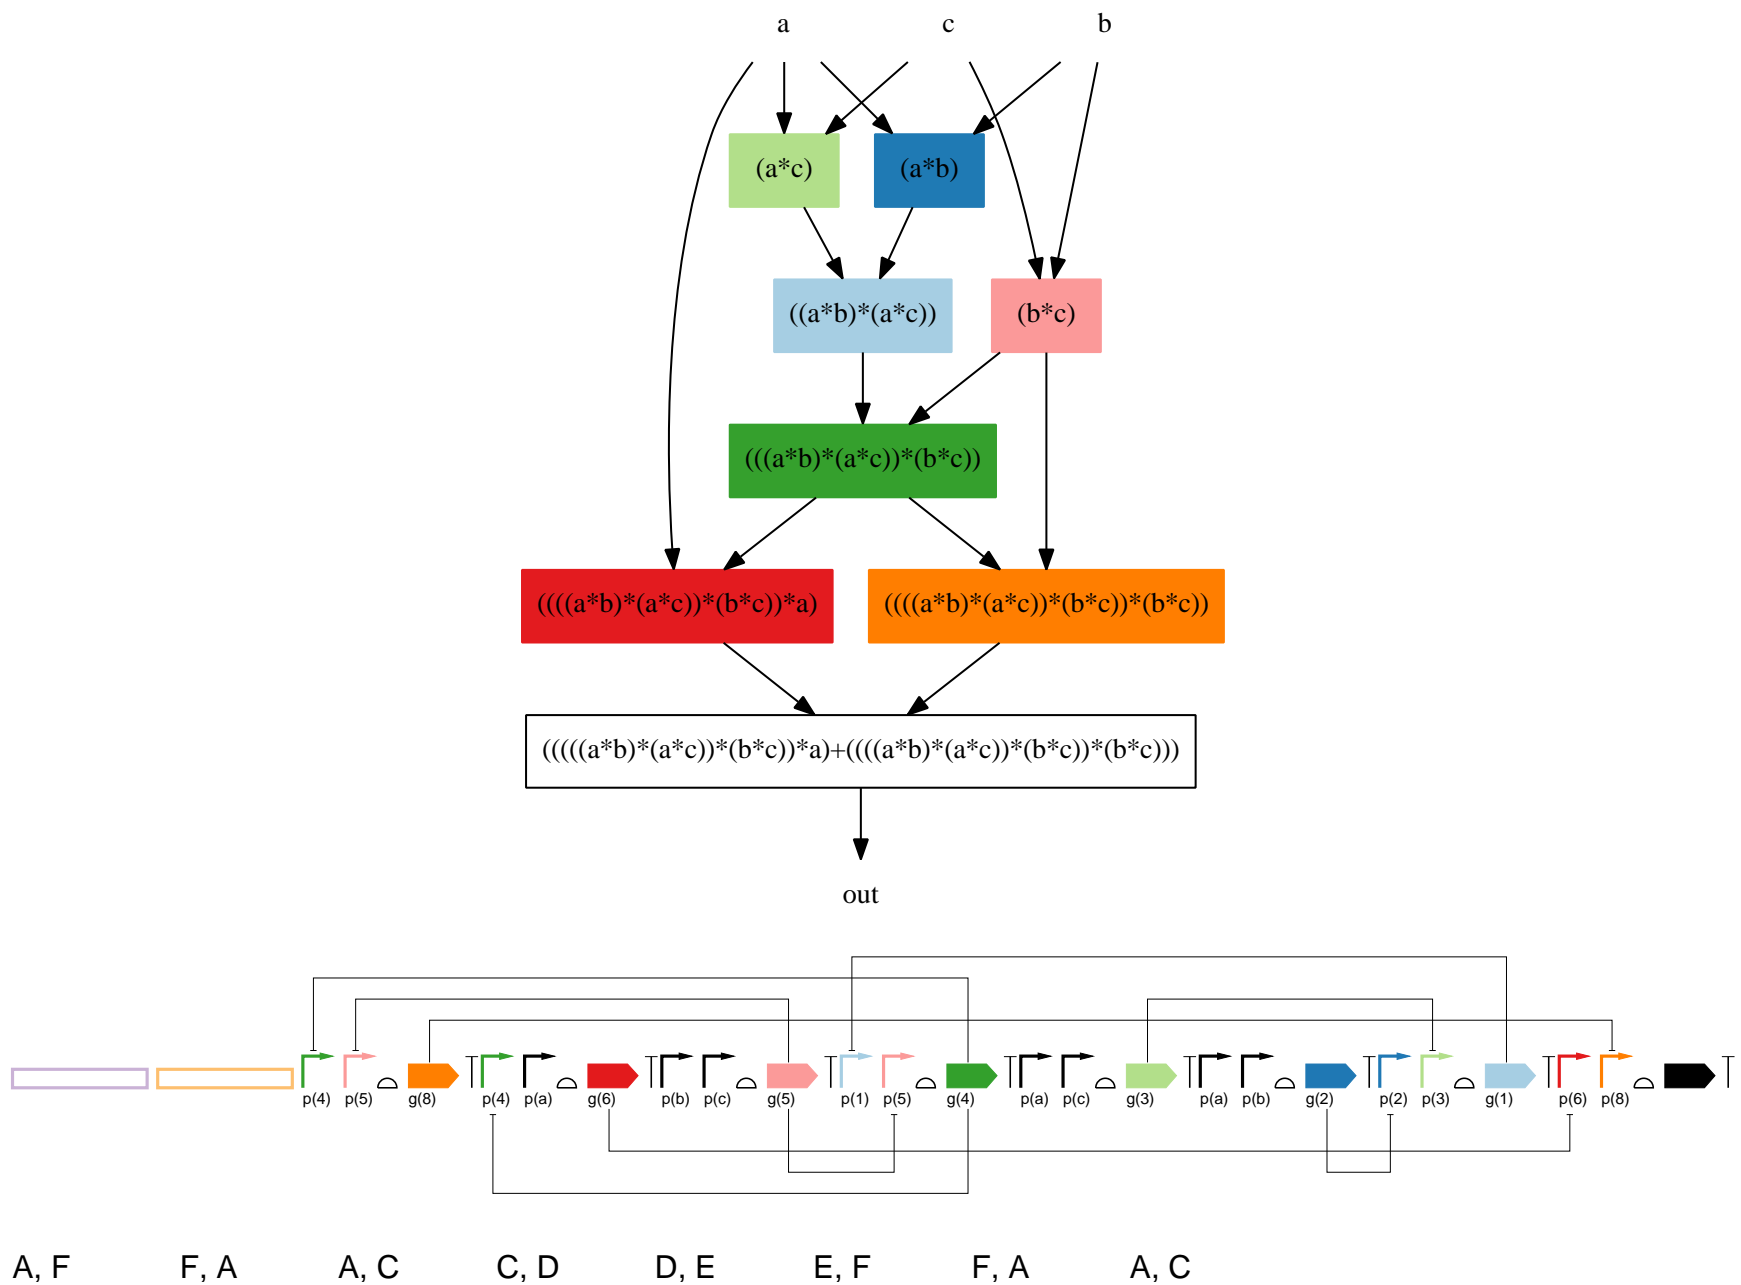 a c b
(a*c) (a*b)
((a*b)*(a*c)) (b*c)
(((a*b)*(a*c))*(b*c))
((((a*b)*(a*c))*(b*c))*a) ((((a*b)*(a*c))*(b*c))*(b*c))
(((((a*b)*(a*c))*(b*c))*a)+((((a*b)*(a*c))*(b*c))*(b*c)))
out
p(4) p(5) g(8) p(4) p(a) g(6) p(b) p(c) g(5) p(1) p(5) g(4) p(a) p(c) g(3) p(a) p(b) g(2) p(2) p(3) g(1) p(6) p(8)
A, F F, A A, C C, D D, E E, F F, A A, C